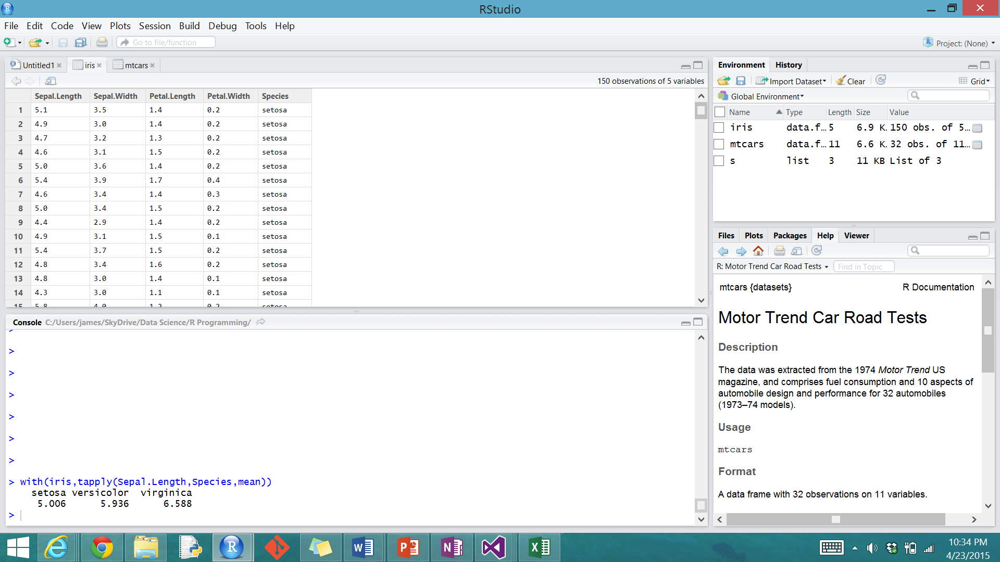 RStudio
File Edit Code View Plots Session Build Debug Tools Help
Go to file/function
Project: (None)
Untitled1 iris mtcars
150 observations of 5 variables
Sepal.Length Sepal.Width Petal.Length Petal.Width Species
1 5.1 3.5 1.4 0.2 setosa
2 4.9 3.0 1.4 0.2 setosa
3 4.7 3.2 1.3 0.2 setosa
4 4.6 3.1 1.5 0.2 setosa
5 5.0 3.6 1.4 0.2 setosa
6 5.4 3.9 1.7 0.4 setosa
7 4.6 3.4 1.4 0.3 setosa
8 5.0 3.4 1.5 0.2 setosa
9 4.4 2.9 1.4 0.2 setosa
10 4.9 3.1 1.5 0.1 setosa
11 5.4 3.7 1.5 0.2 setosa
12 4.8 3.4 1.6 0.2 setosa
13 4.8 3.0 1.4 0.1 setosa
14 4.3 3.0 1.1 0.1 setosa
15 5.8 4.0 1.2 0.2 setosa
Console C:/Users/james/SkyDrive/Data Science/R Programming/
>
>
>
>
>
>
>
> with(iris,tapply(Sepal.Length,Species,mean))
setosa versicolor virginica
5.006 5.936 6.588
>
Environment History
Import Dataset Clear Grid
Global Environment
Name Type Length Size Value
iris data.f… 5 6.9 K. 150 obs. of 5…
mtcars data.f… 11 6.6 K. 32 obs. of 11…
s list 3 11 KB List of 3
Files Plots Packages Help Viewer
R: Motor Trend Car Road Tests Find in Topic
mtcars {datasets} R Documentation
Motor Trend Car Road Tests
Description
The data was extracted from the 1974 Motor Trend US
magazine, and comprises fuel consumption and 10 aspects of
automobile design and performance for 32 automobiles
(1973–74 models).
Usage
mtcars
Format
A data frame with 32 observations on 11 variables.
10:34 PM
4/23/2015